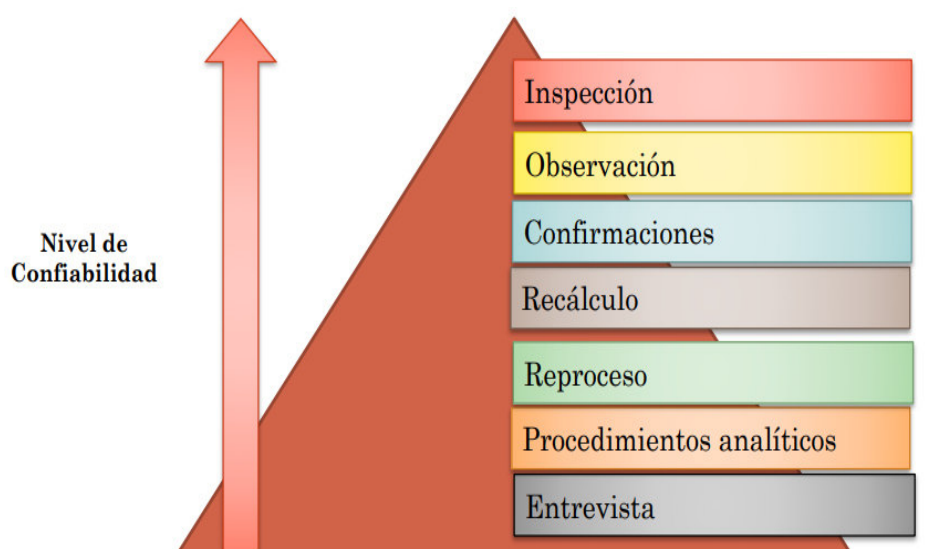 Inspección
Observación
Nivel de
Confiabilidad
Confirmaciones
Recálculo
Reproceso
Procedimientos analíticos
Entrevista